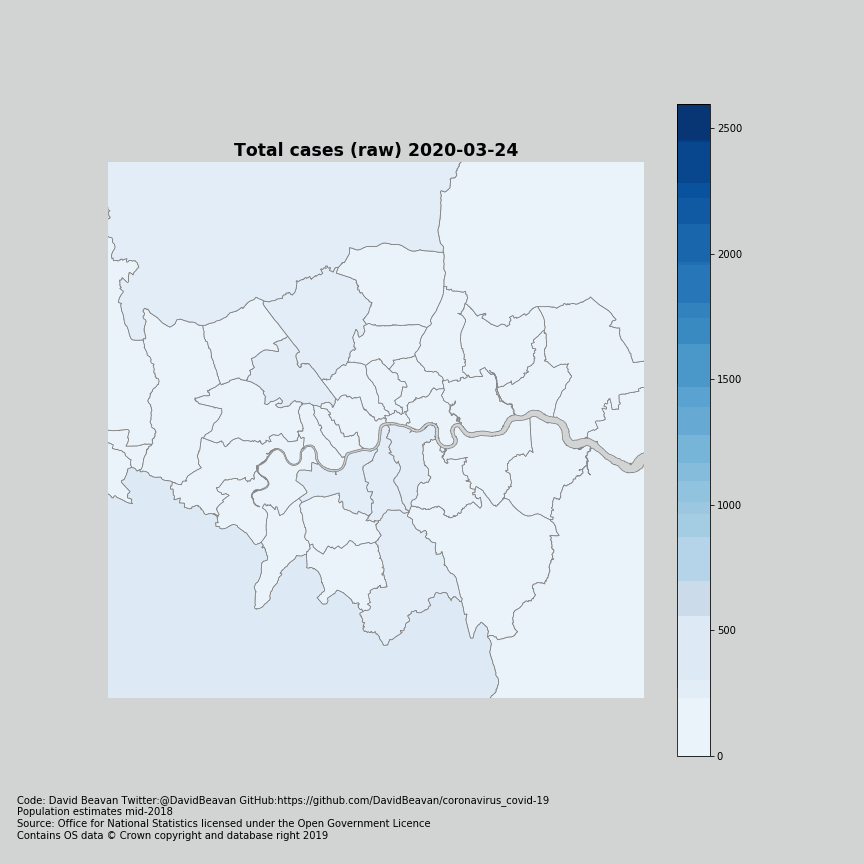 Total cases (raw) 2020-03-24
2500
2000
1500
1000
500
0
Code: David Beavan Twitter:@DavidBeavan GitHub:https://github.com/DavidBeavan/coronavirus_covid-19
Population estimates mid-2018
Source: Office for National Statistics licensed under the Open Government Licence
Contains OS data © Crown copyright and database right 2019